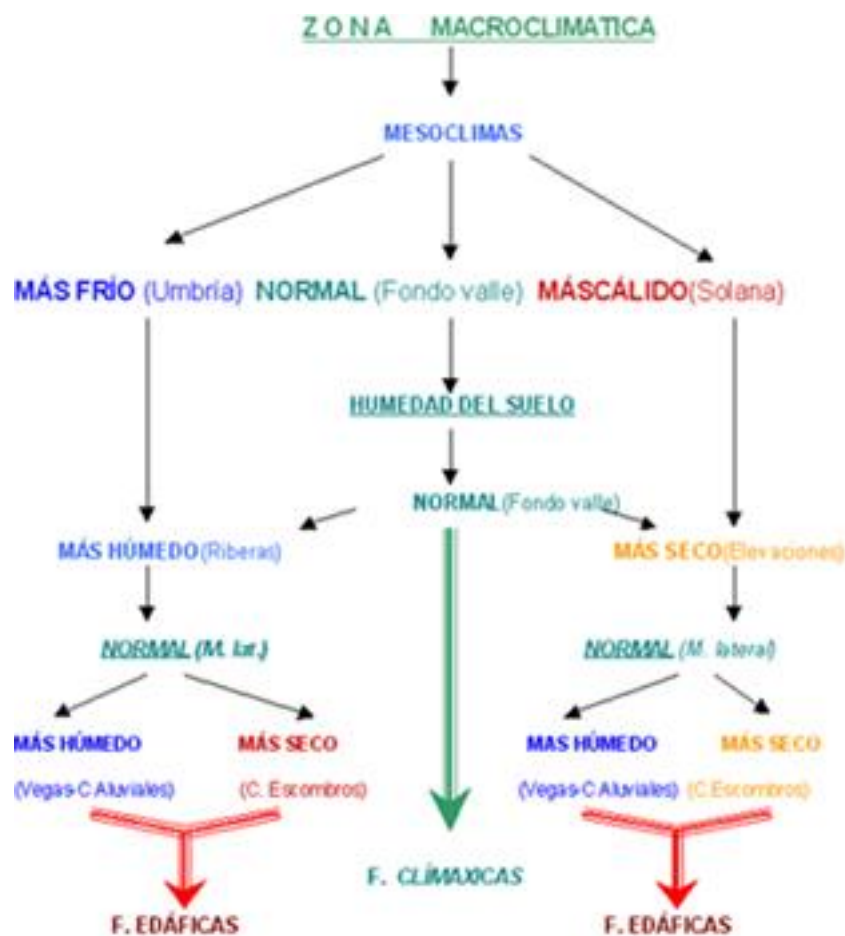 ZONA MACROCLIMATICA
MESOCLIMAS
MÁS FRÍO (Umbría) NORMAL (Fondo valle) MÁSCÁLIDO(Solana)
HUMEDAD DEL SUELO
NORMAL(Fondo valle)
MÁS HÚMEDO(Riberas) MÁS SECO(Elevaciones)
NORMAL (M. lat.) NORMAL (M. lateral)
MÁS HÚMEDO MÁS SECO MAS HÚMEDO MÁS SECO
(Vegas-C.Aluviales) (C. Escombros) (Vegas-C.Aluviales) (C.Escombros)
F. CLÍMAXICAS
F. EDÁFICAS F. EDÁFICAS